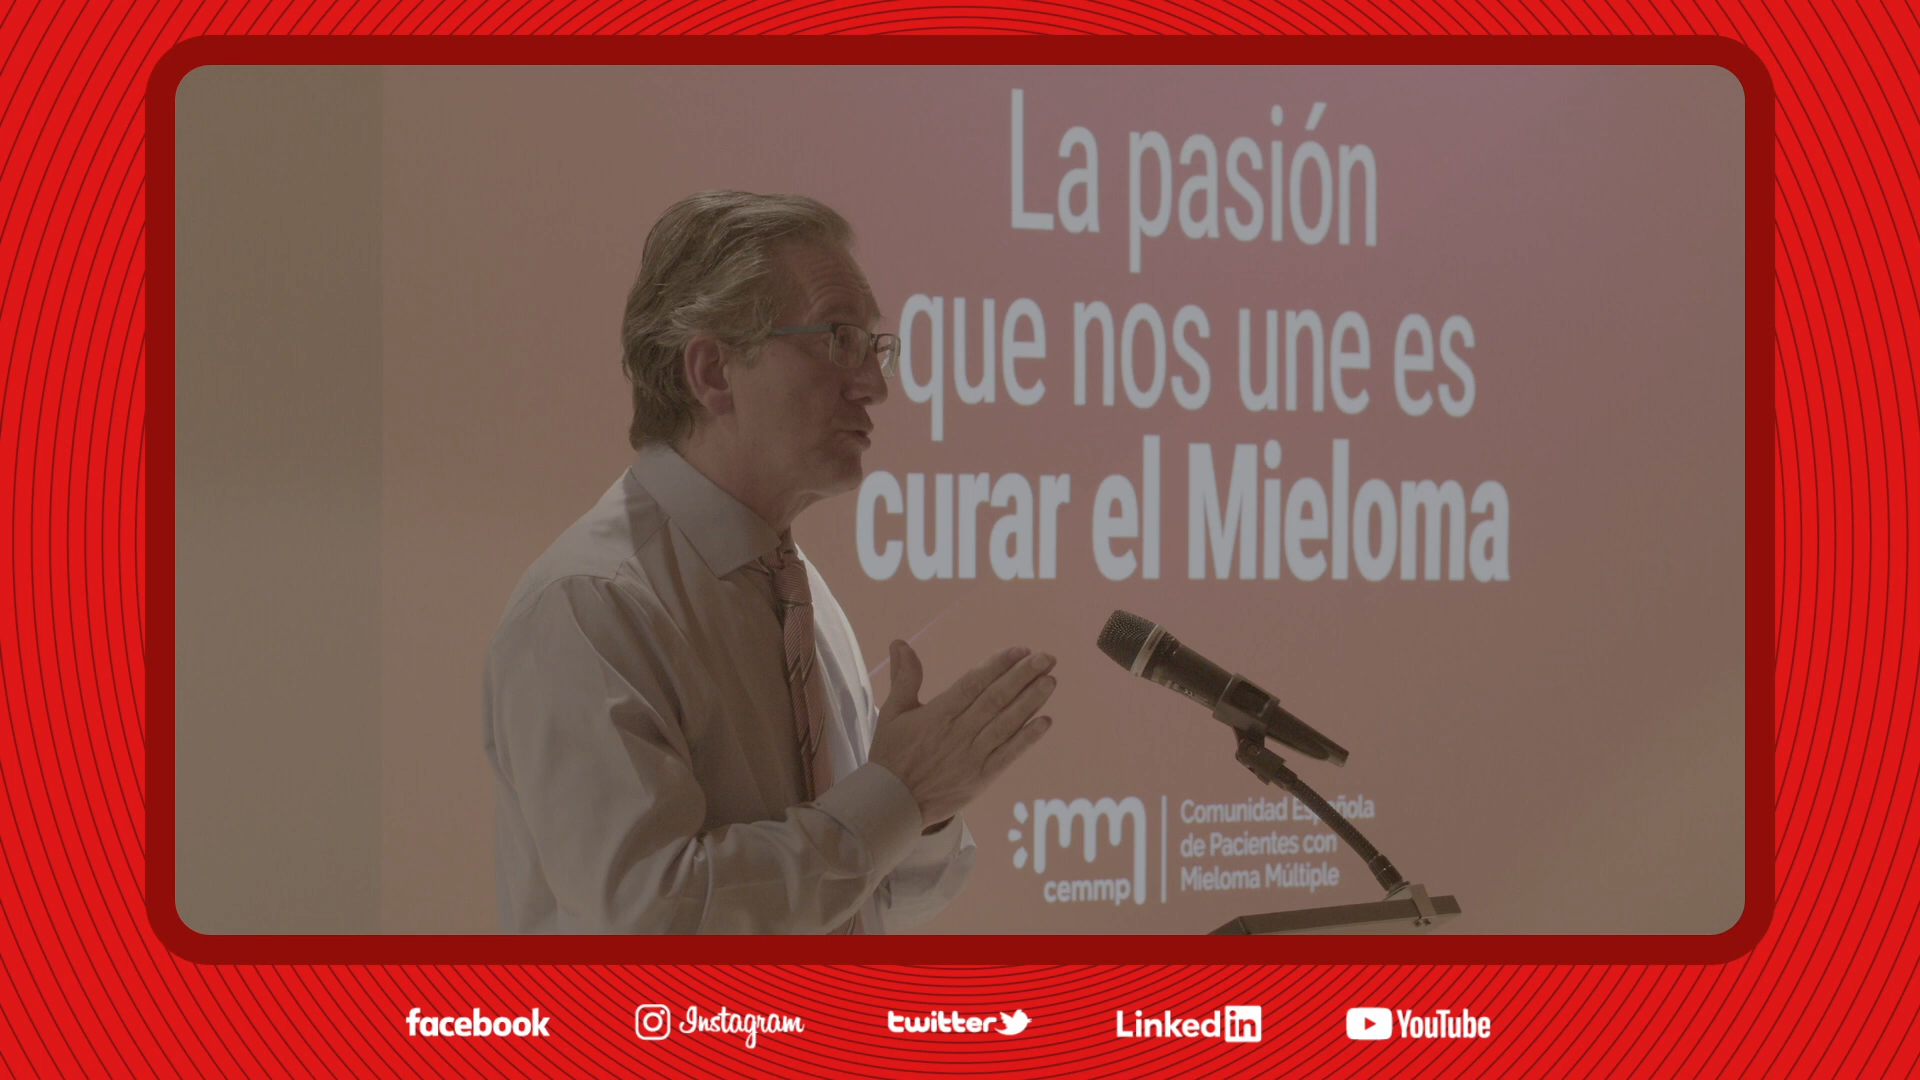 La pasión
que nos une es
curar el Mieloma
cemmp
Comunidad Española
de Pacientes con
Mieloma Múltiple
facebook
Instagram
twitter
Linkedin
YouTube